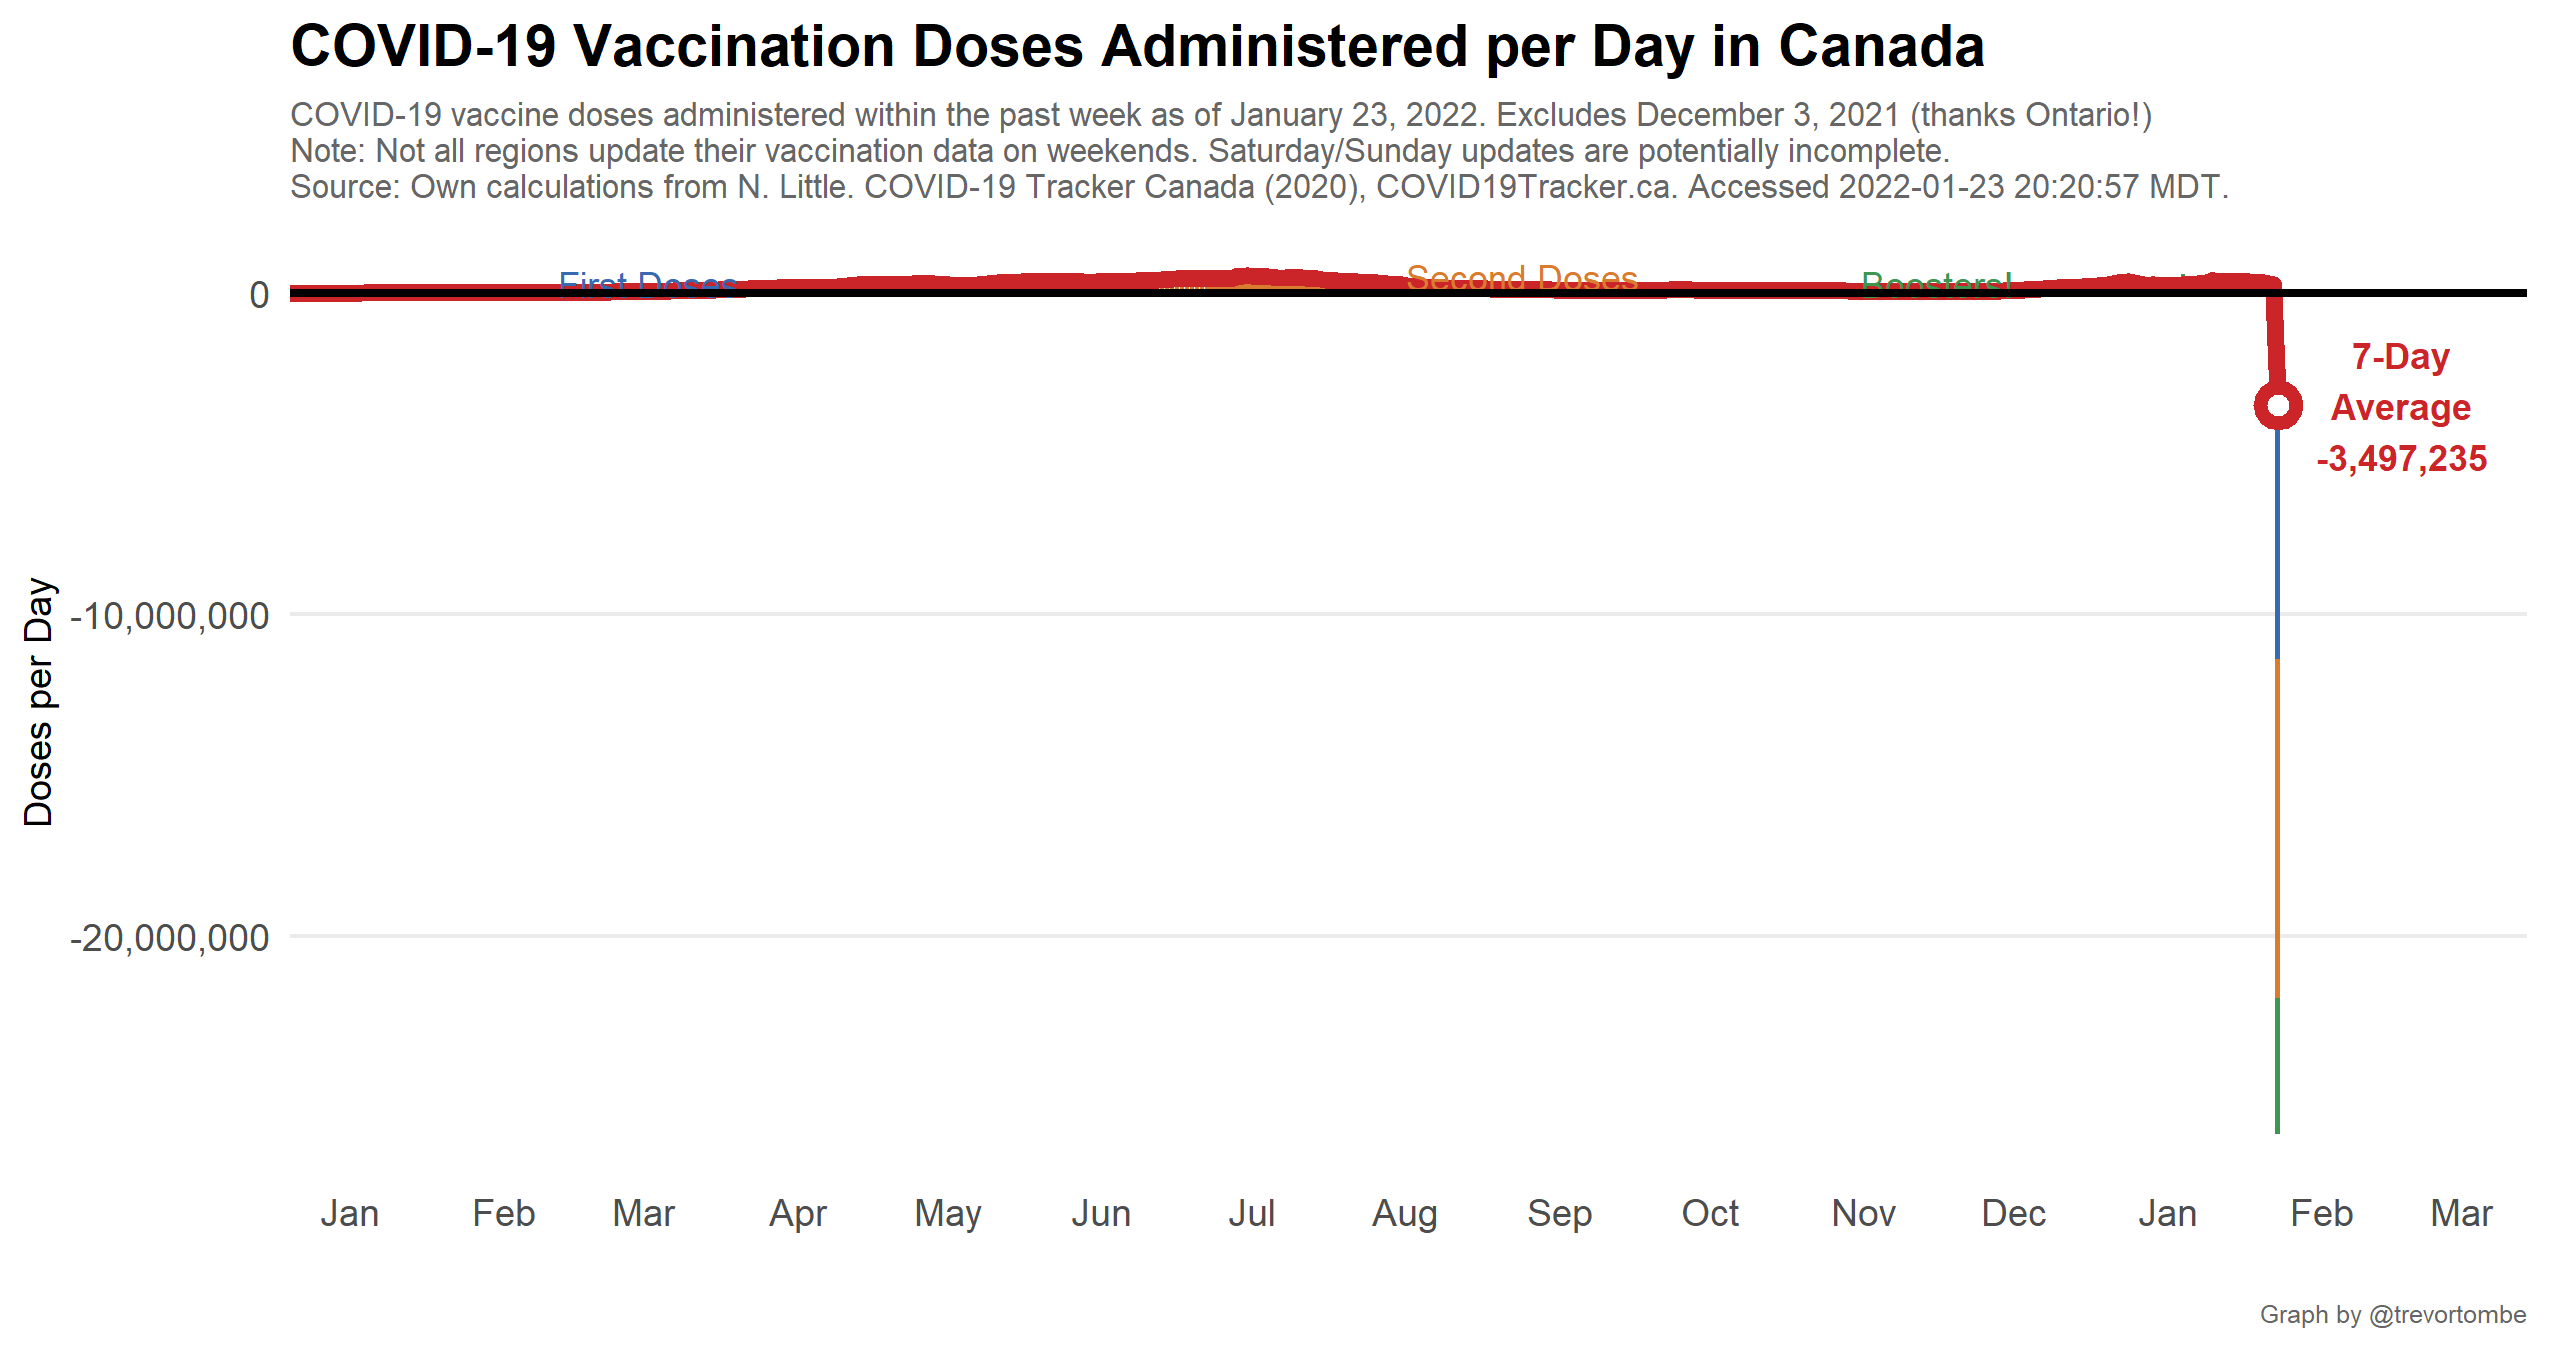 COVID-19 Vaccination Doses Administered per Day in Canada
COVID-19 vaccine doses administered within the past week as of January 23, 2022. Excludes December 3, 2021 (thanks Ontario!)
Note: Not all regions update their vaccination data on weekends. Saturday/Sunday updates are potentially incomplete.
Source: Own calculations from N. Little. COVID-19 Tracker Canada (2020), COVID19Tracker.ca. Accessed 2022-01-23 20:20:57 MDT.
First Doses
Second Doses
Boosters!
0
7-Day
Average
-3,497,235
-10,000,000
Doses per Day
-20,000,000
Jan Feb Mar Apr May Jun Jul Aug Sep Oct Nov Dec Jan Feb Mar
Graph by @trevortombe